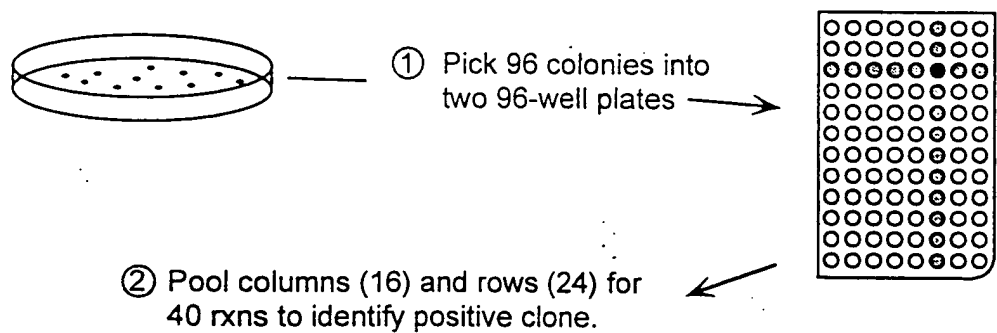 ① Pick 96 colonies into
two 96-well plates
② Pool columns (16) and rows (24) for
40 rxns to identify positive clone.